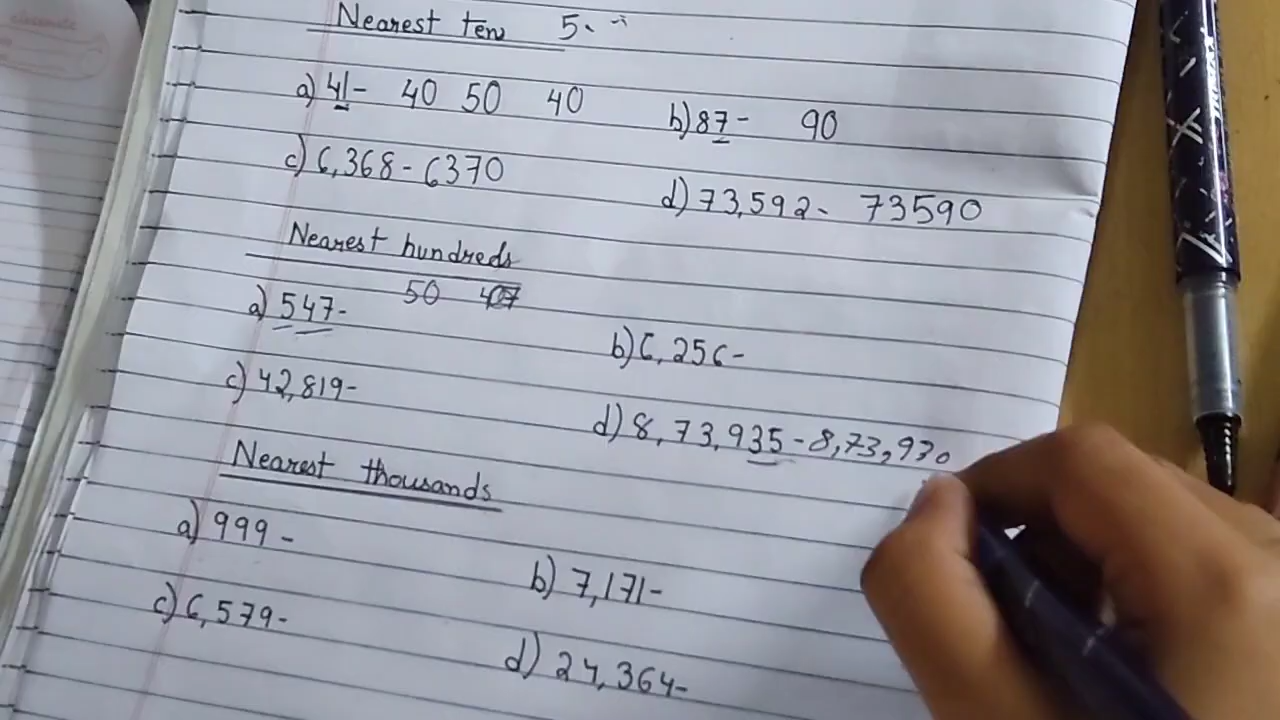 Nearest ten 5.
a) 41- 40 50 40
b) 87- 90
c) 6,368- 6370
d) 73,592- 73590
Nearest hundreds
50
a) 547-
b) 6,256-
c) 42,819-
d) 8,73,935-8,73,930
Nearest thousands
a) 999-
b) 7,171-
c) 6,579-
d) 24,364-